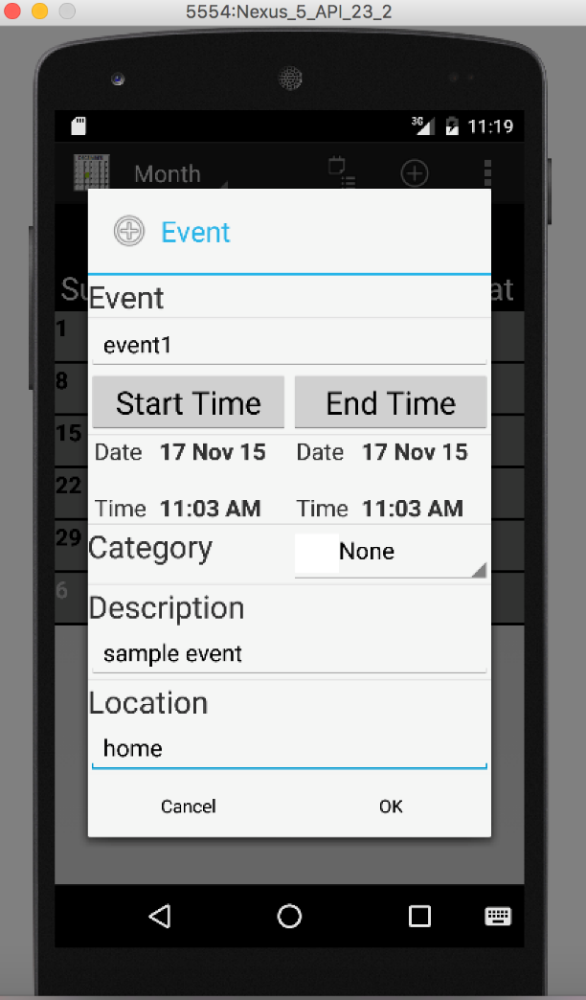 5554:Nexus_5_API_23_2
3G 11:19
Month
Su at
Event
Event
event1
Start Time End Time
Date 17 Nov 15 Date 17 Nov 15
Time 11:03 AM Time 11:03 AM
Category None
Description
sample event
Location
home
Cancel OK
1
8
15
22
29
6